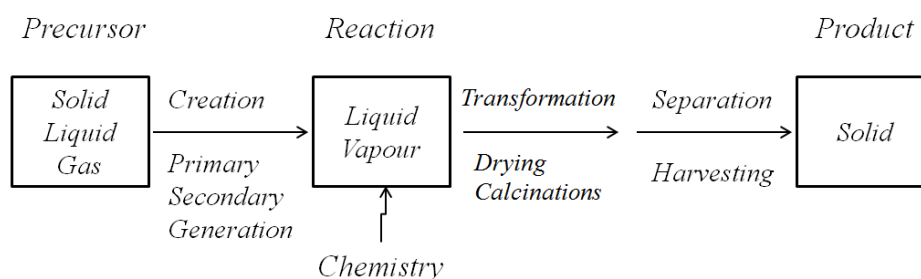 Precursor
Reaction
Product
Solid
Liquid
Gas
Creation
Primary
Secondary
Generation
Liquid
Vapour
Chemistry
Transformation
Drying
Calcinations
Separation
Harvesting
Solid